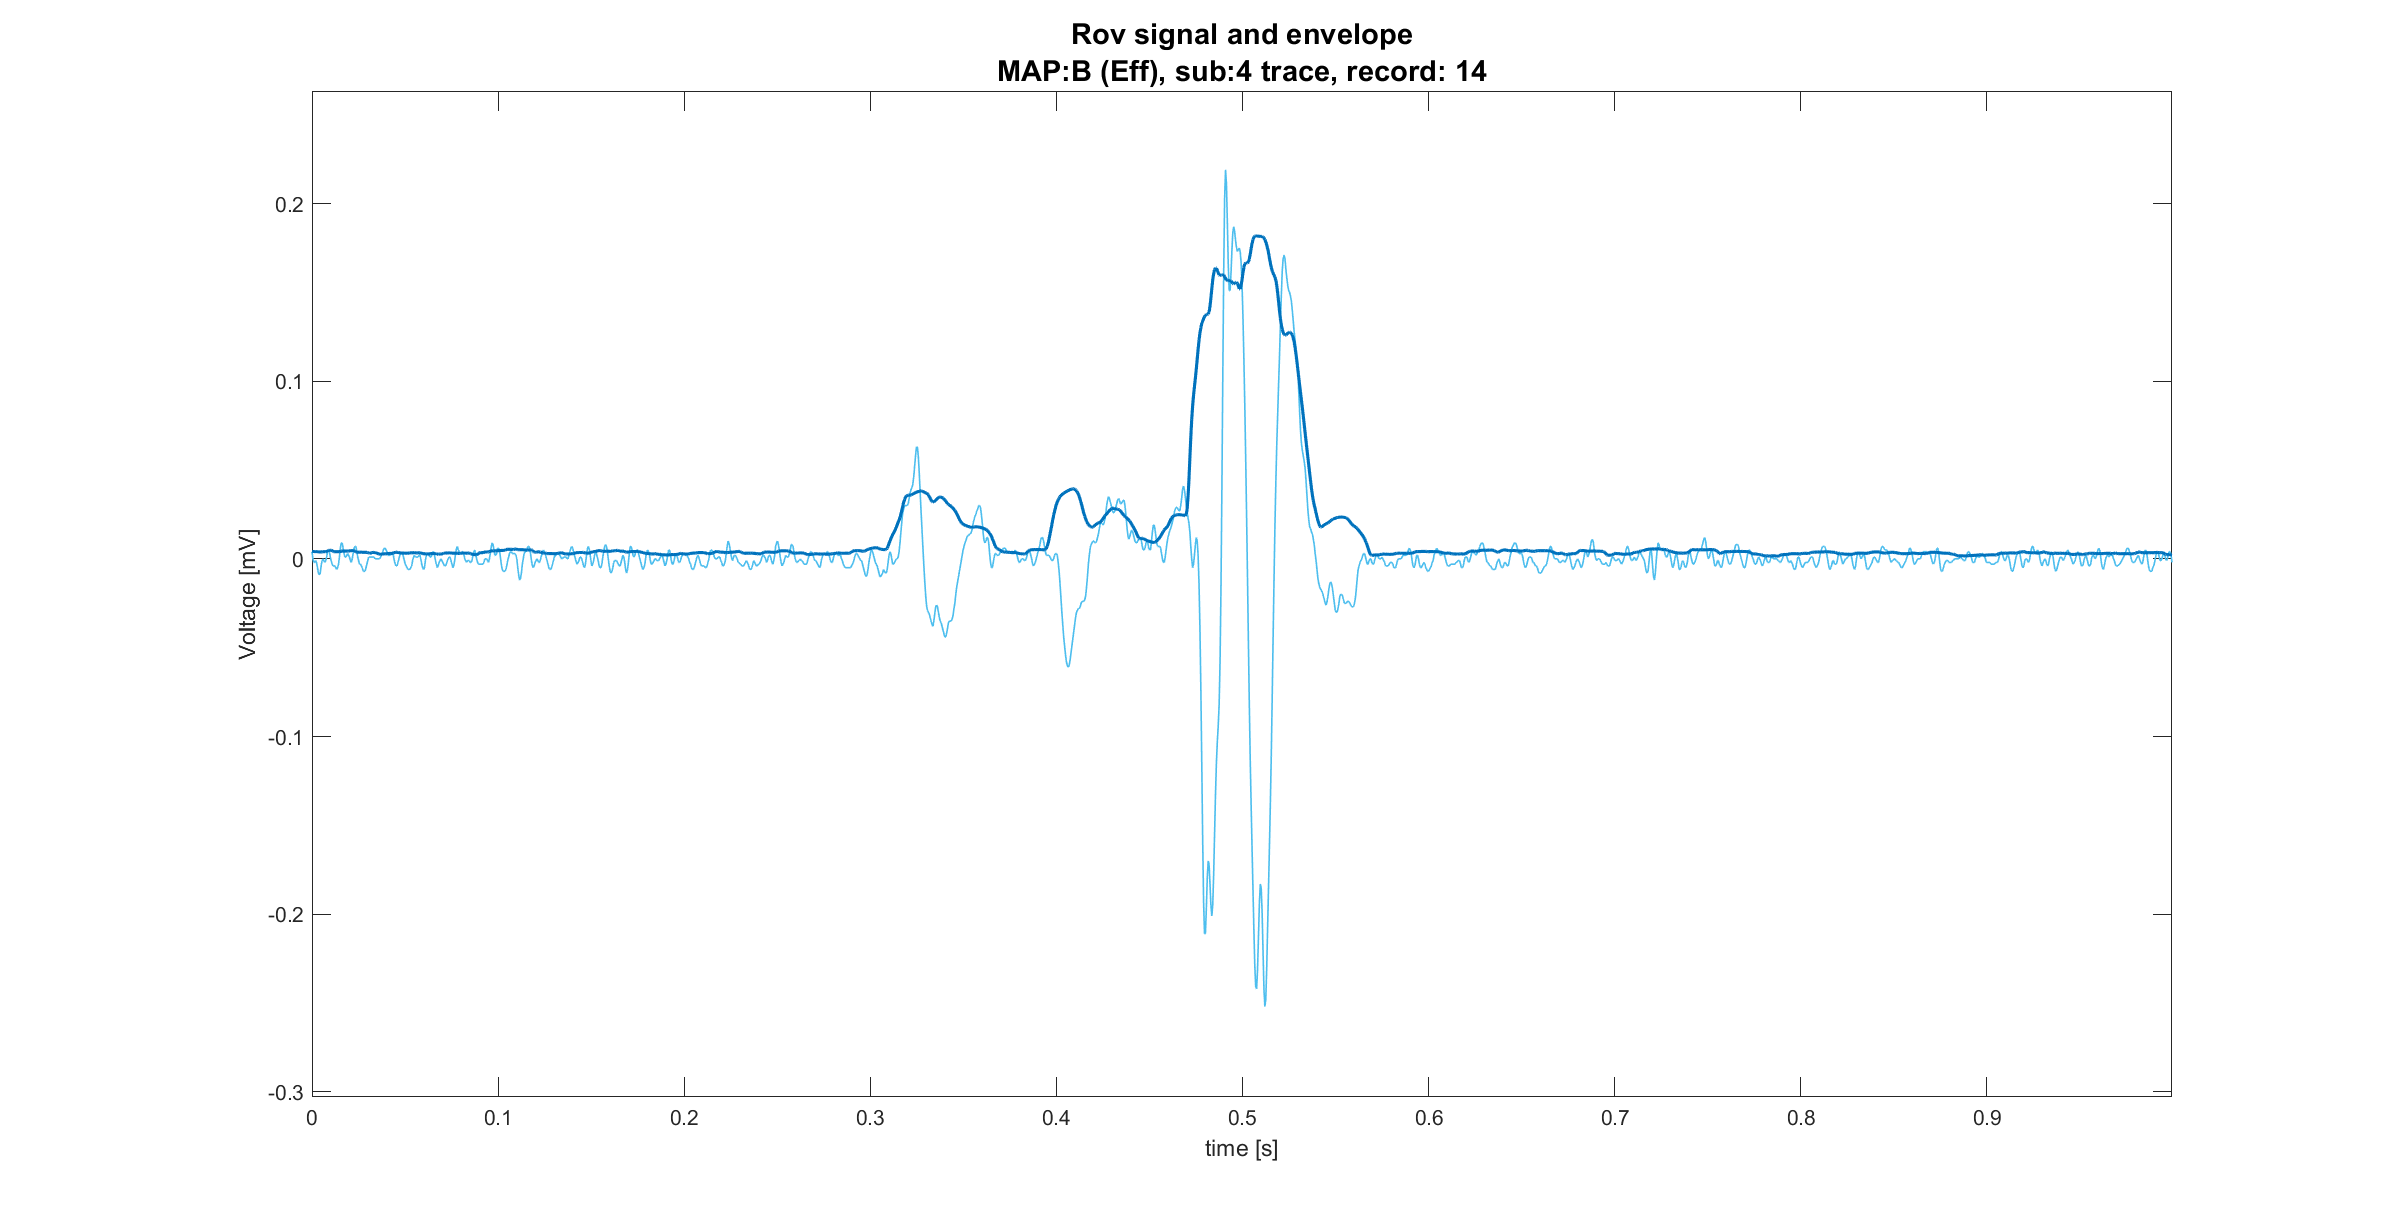 Rov signal and envelope
MAP:B (Eff), sub:4 trace, record: 14
0.2
0.1
0
-0.1
-0.2
-0.3
Voltage [mV]
0 0.1 0.2 0.3 0.4 0.5 0.6 0.7 0.8 0.9
time [s]